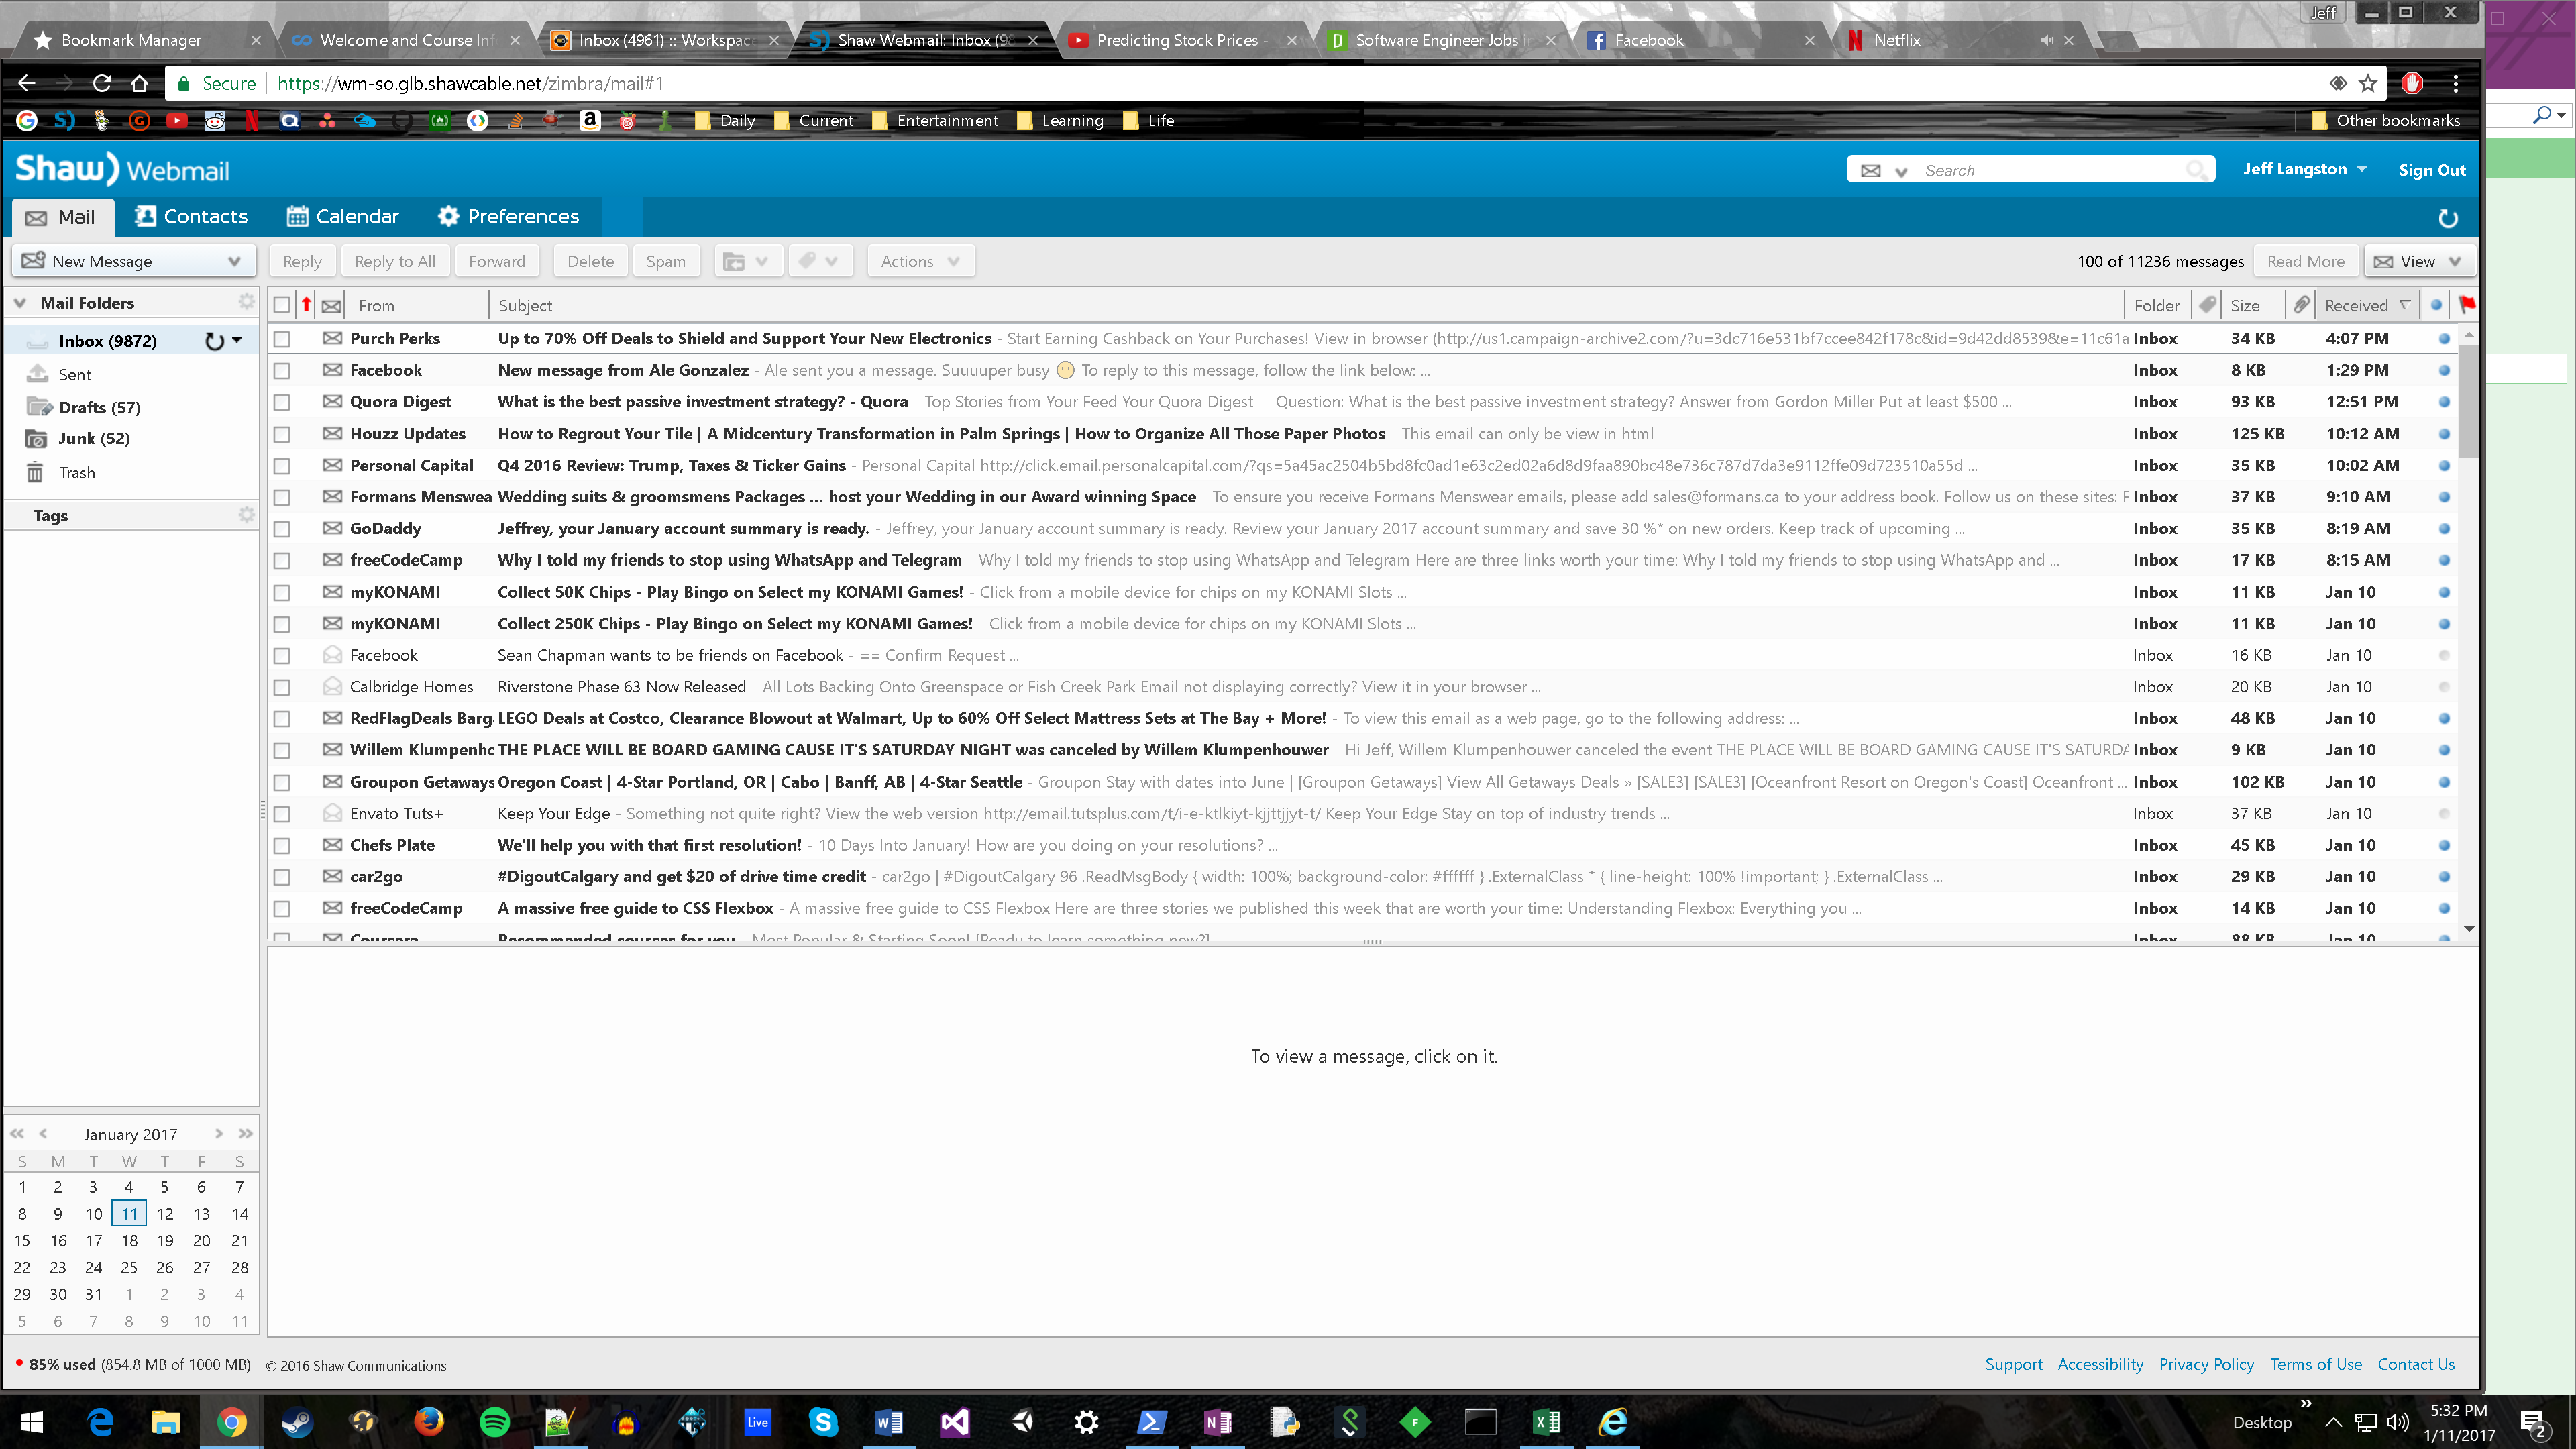 Jeff
Bookmark Manager
Welcome and Course Inf
Inbox (4961) :: Workspac
Shaw Webmail: Inbox (98
Predicting Stock Prices
Software Engineer Jobs i
Facebook
Netflix
Secure https://wm-so.glb.shawcable.net/zimbra/mail#1
Daily Current Entertainment Learning Life Other bookmarks
Shaw) Webmail
Search
Jeff Langston
Sign Out
Mail Contacts Calendar Preferences
New Message Reply Reply to All Forward Delete Spam Actions 100 of 11236 messages Read More View
Mail Folders
Inbox (9872)
Sent
Drafts (57)
Junk (52)
Trash
Tags
From Subject Folder Size Received
Purch Perks Up to 70% Off Deals to Shield and Support Your New Electronics - Start Earning Cashback on Your Purchases! View in browser (http://us1.campaign-archive2.com/?u=3dc716e531bf7ccee842f178c&id=9d42dd8539&e=11c61a Inbox 34 KB 4:07 PM
Facebook New message from Ale Gonzalez - Ale sent you a message. Suuuuper busy 😶 To reply to this message, follow the link below: ... Inbox 8 KB 1:29 PM
Quora Digest What is the best passive investment strategy? - Quora - Top Stories from Your Feed Your Quora Digest -- Question: What is the best passive investment strategy? Answer from Gordon Miller Put at least $500 ... Inbox 93 KB 12:51 PM
Houzz Updates How to Regrout Your Tile | A Midcentury Transformation in Palm Springs | How to Organize All Those Paper Photos - This email can only be view in html Inbox 125 KB 10:12 AM
Personal Capital Q4 2016 Review: Trump, Taxes & Ticker Gains - Personal Capital http://click.email.personalcapital.com/?qs=5a45ac2504b5bd8fc0ad1e63c2ed02a6d8d9faa890bc48e736c787d7da3e9112ffe09d723510a55d ... Inbox 35 KB 10:02 AM
Formans Menswea Wedding suits & groomsmens Packages ... host your Wedding in our Award winning Space - To ensure you receive Formans Menswear emails, please add sales@formans.ca to your address book. Follow us on these sites: F Inbox 37 KB 9:10 AM
GoDaddy Jeffrey, your January account summary is ready. - Jeffrey, your January account summary is ready. Review your January 2017 account summary and save 30 %* on new orders. Keep track of upcoming ... Inbox 35 KB 8:19 AM
freeCodeCamp Why I told my friends to stop using WhatsApp and Telegram - Why I told my friends to stop using WhatsApp and Telegram Here are three links worth your time: Why I told my friends to stop using WhatsApp and ... Inbox 17 KB 8:15 AM
myKONAMI Collect 50K Chips - Play Bingo on Select my KONAMI Games! - Click from a mobile device for chips on my KONAMI Slots ... Inbox 11 KB Jan 10
myKONAMI Collect 250K Chips - Play Bingo on Select my KONAMI Games! - Click from a mobile device for chips on my KONAMI Slots ... Inbox 11 KB Jan 10
Facebook Sean Chapman wants to be friends on Facebook - == Confirm Request ... Inbox 16 KB Jan 10
Calbridge Homes Riverstone Phase 63 Now Released - All Lots Backing Onto Greenspace or Fish Creek Park Email not displaying correctly? View it in your browser ... Inbox 20 KB Jan 10
RedFlagDeals Barg LEGO Deals at Costco, Clearance Blowout at Walmart, Up to 60% Off Select Mattress Sets at The Bay + More! - To view this email as a web page, go to the following address: ... Inbox 48 KB Jan 10
Willem Klumpenhc THE PLACE WILL BE BOARD GAMING CAUSE IT'S SATURDAY NIGHT was canceled by Willem Klumpenhouwer - Hi Jeff, Willem Klumpenhouwer canceled the event THE PLACE WILL BE BOARD GAMING CAUSE IT'S SATURDA Inbox 9 KB Jan 10
Groupon Getaways Oregon Coast | 4-Star Portland, OR | Cabo | Banff, AB | 4-Star Seattle - Groupon Stay with dates into June | [Groupon Getaways] View All Getaways Deals » [SALE3] [SALE3] [Oceanfront Resort on Oregon's Coast] Oceanfront ... Inbox 102 KB Jan 10
Envato Tuts+ Keep Your Edge - Something not quite right? View the web version http://email.tutsplus.com/t/i-e-ktlkiyt-kjjttjjyt-t/ Keep Your Edge Stay on top of industry trends ... Inbox 37 KB Jan 10
Chefs Plate We'll help you with that first resolution! - 10 Days Into January! How are you doing on your resolutions? ... Inbox 45 KB Jan 10
car2go #DigoutCalgary and get $20 of drive time credit - car2go | #DigoutCalgary 96 .ReadMsgBody { width: 100%; background-color: #ffffff } .ExternalClass * { line-height: 100% !important; } .ExternalClass ... Inbox 29 KB Jan 10
freeCodeCamp A massive free guide to CSS Flexbox - A massive free guide to CSS Flexbox Here are three stories we published this week that are worth your time: Understanding Flexbox: Everything you ... Inbox 14 KB Jan 10
Coursera Recommended courses for you - Most Popular & Starting Soon! [Ready to learn something new?] Inbox 88 KB Jan 10
To view a message, click on it.
January 2017
S M T W T F S
1 2 3 4 5 6 7
8 9 10 11 12 13 14
15 16 17 18 19 20 21
22 23 24 25 26 27 28
29 30 31 1 2 3 4
5 6 7 8 9 10 11
85% used (854.8 MB of 1000 MB) © 2016 Shaw Communications
Support Accessibility Privacy Policy Terms of Use Contact Us
Live
Desktop
5:32 PM
1/11/2017
2